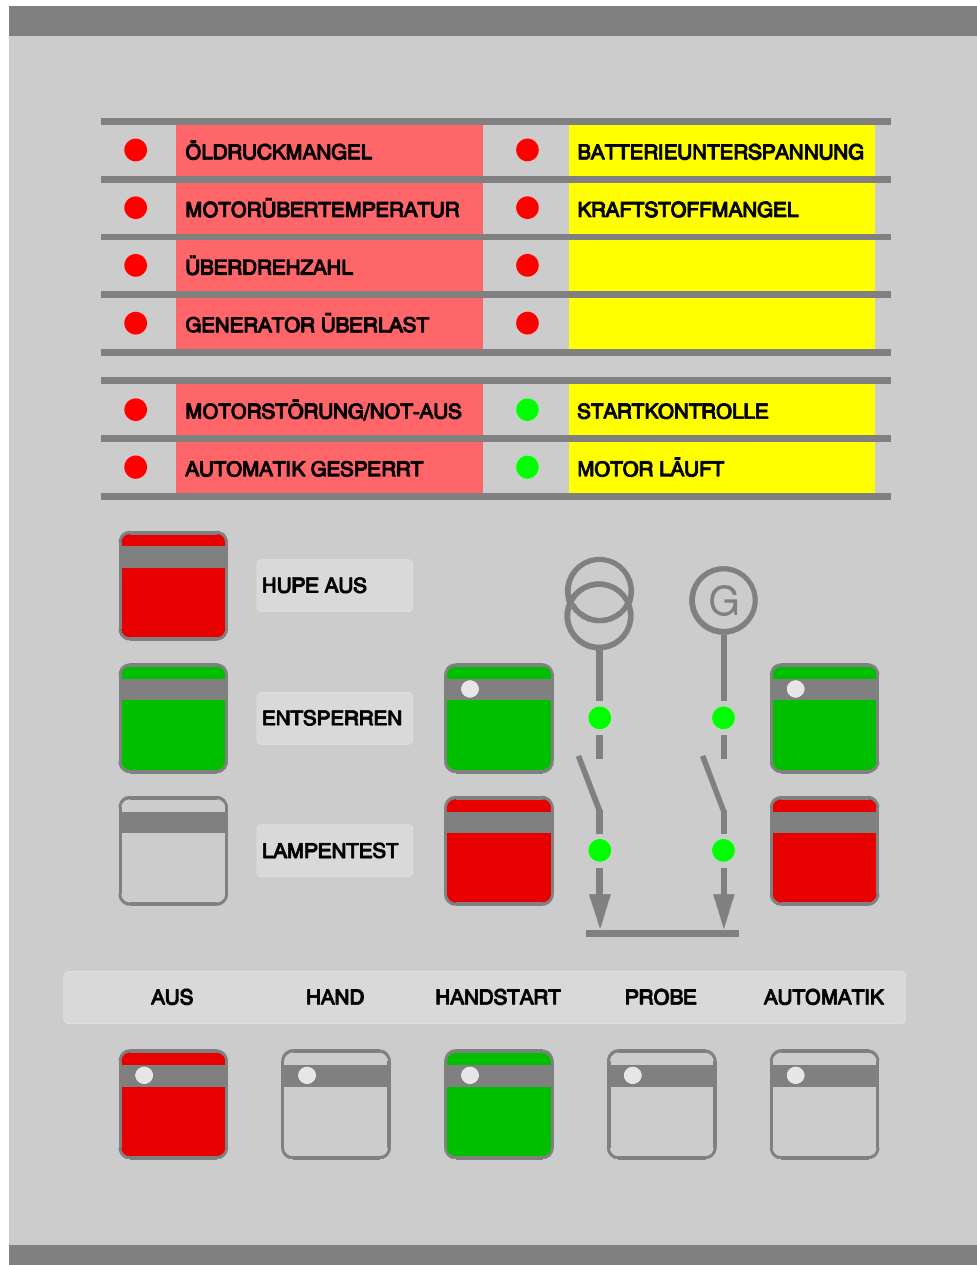 ÖLDRUCKMANGEL BATTERIEUNTERSPANNUNG
MOTORÜBERTEMPERATUR KRAFTSTOFFMANGEL
ÜBERDREHZAHL
GENERATOR ÜBERLAST
MOTORSTÖRUNG/NOT-AUS STARTKONTROLLE
AUTOMATIK GESPERRT MOTOR LÄUFT
HUPE AUS
G
ENTSPERREN
LAMPENTEST
AUS HAND HANDSTART PROBE AUTOMATIK